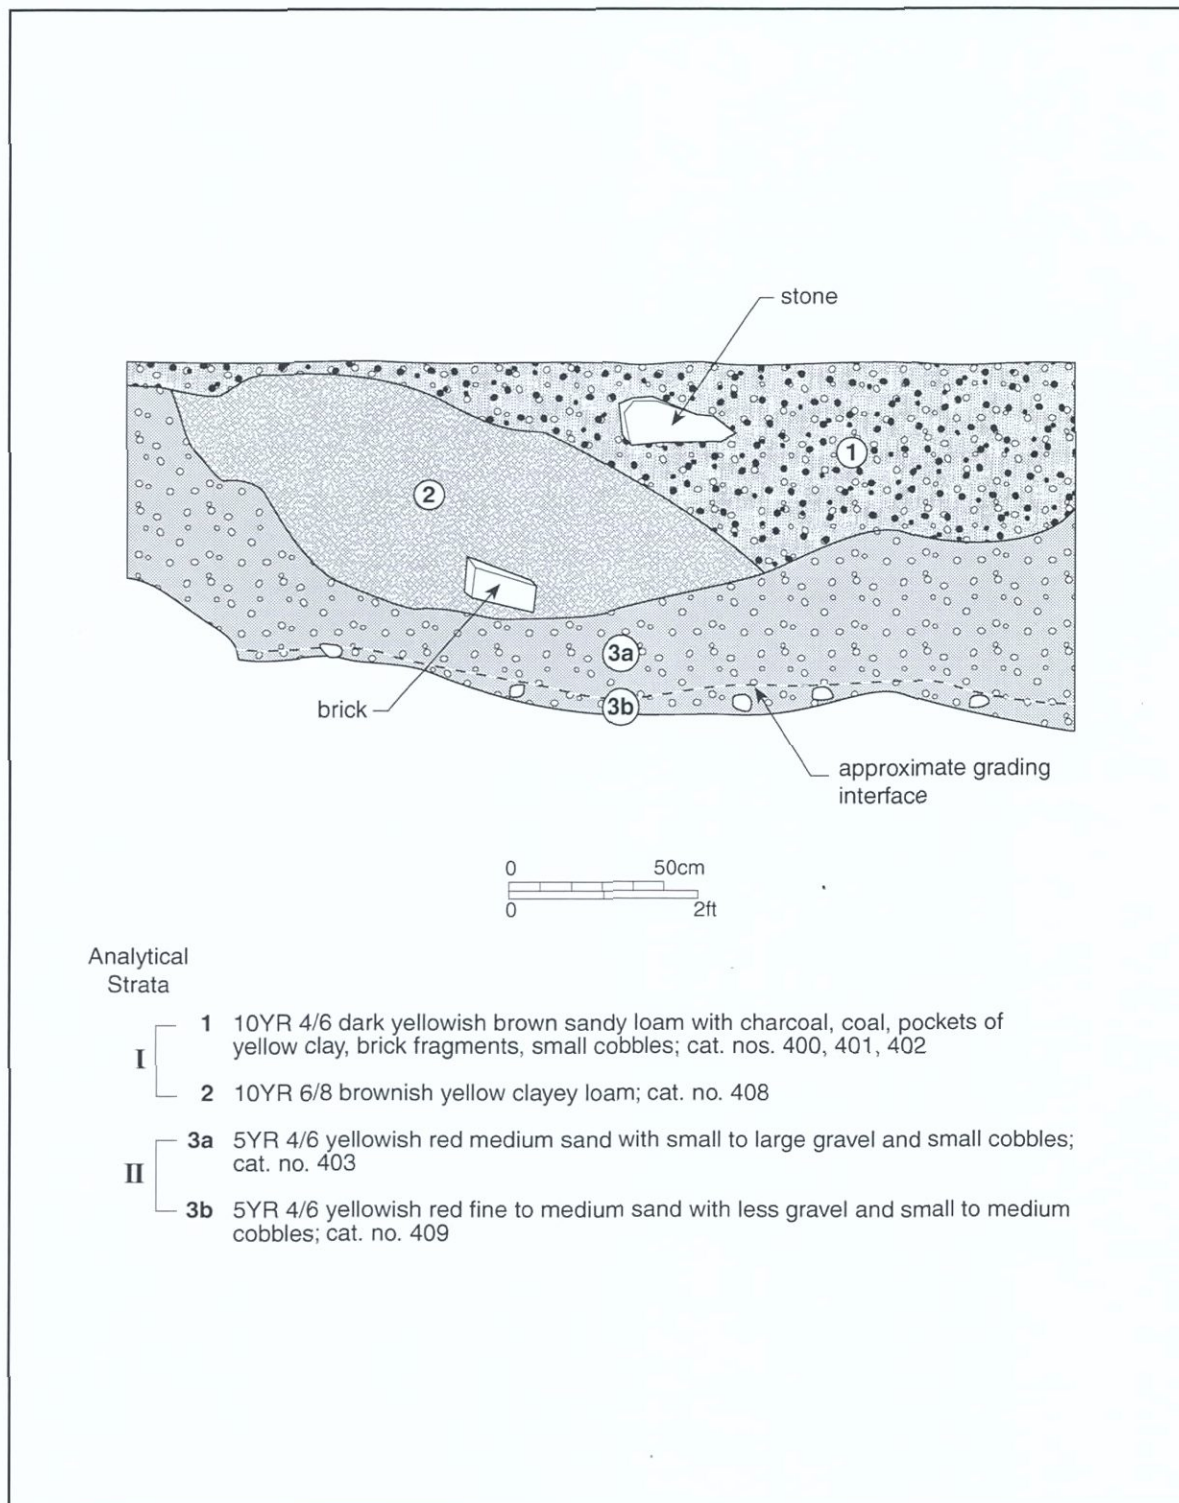 stone
1
2
3a
brick
3b
approximate grading
interface
0 50cm
0 2ft
Analytical
Strata
I
1 10YR 4/6 dark yellowish brown sandy loam with charcoal, coal, pockets of
yellow clay, brick fragments, small cobbles; cat. nos. 400, 401, 402
2 10YR 6/8 brownish yellow clayey loam; cat. no. 408
II
3a 5YR 4/6 yellowish red medium sand with small to large gravel and small cobbles;
cat. no. 403
3b 5YR 4/6 yellowish red fine to medium sand with less gravel and small to medium
cobbles; cat. no. 409